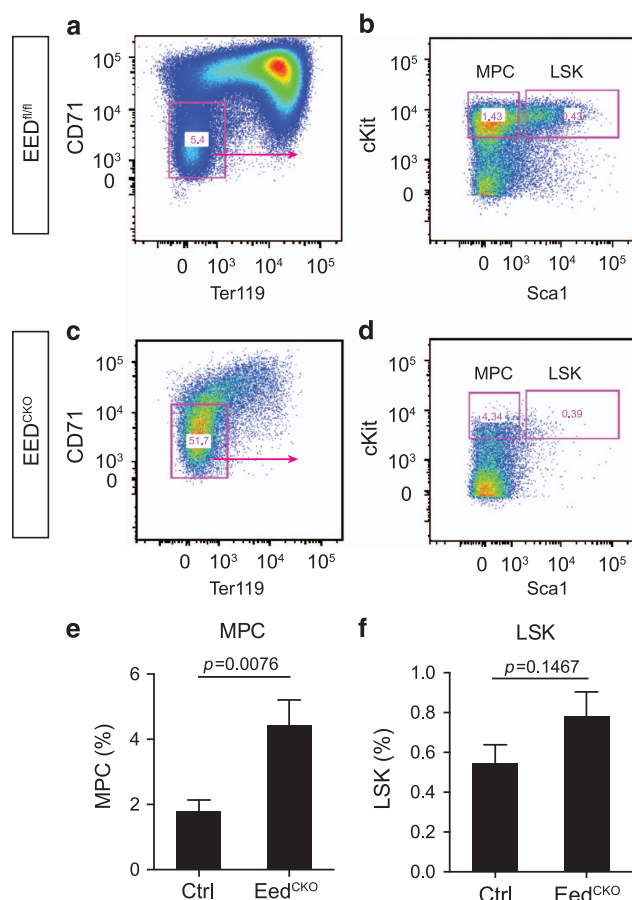 a
b
EED^fl/fl
CD71
10^5
10^4
10^3
0
5.4
0 10^3 10^4 10^5
Ter119
cKit
10^5
10^4
10^3
0
MPC LSK
1.43 0.43
0 10^3 10^4 10^5
Sca1
c
d
EED^CKO
CD71
10^5
10^4
10^3
0
51.7
0 10^3 10^4 10^5
Ter119
cKit
10^5
10^4
10^3
0
MPC LSK
4.34 0.39
0 10^3 10^4 10^5
Sca1
e
MPC
p=0.0076
MPC (%)
6
4
2
0
Ctrl Eed^CKO
f
LSK
p=0.1467
LSK (%)
1.0
0.8
0.6
0.4
0.2
0.0
Ctrl Eed^CKO